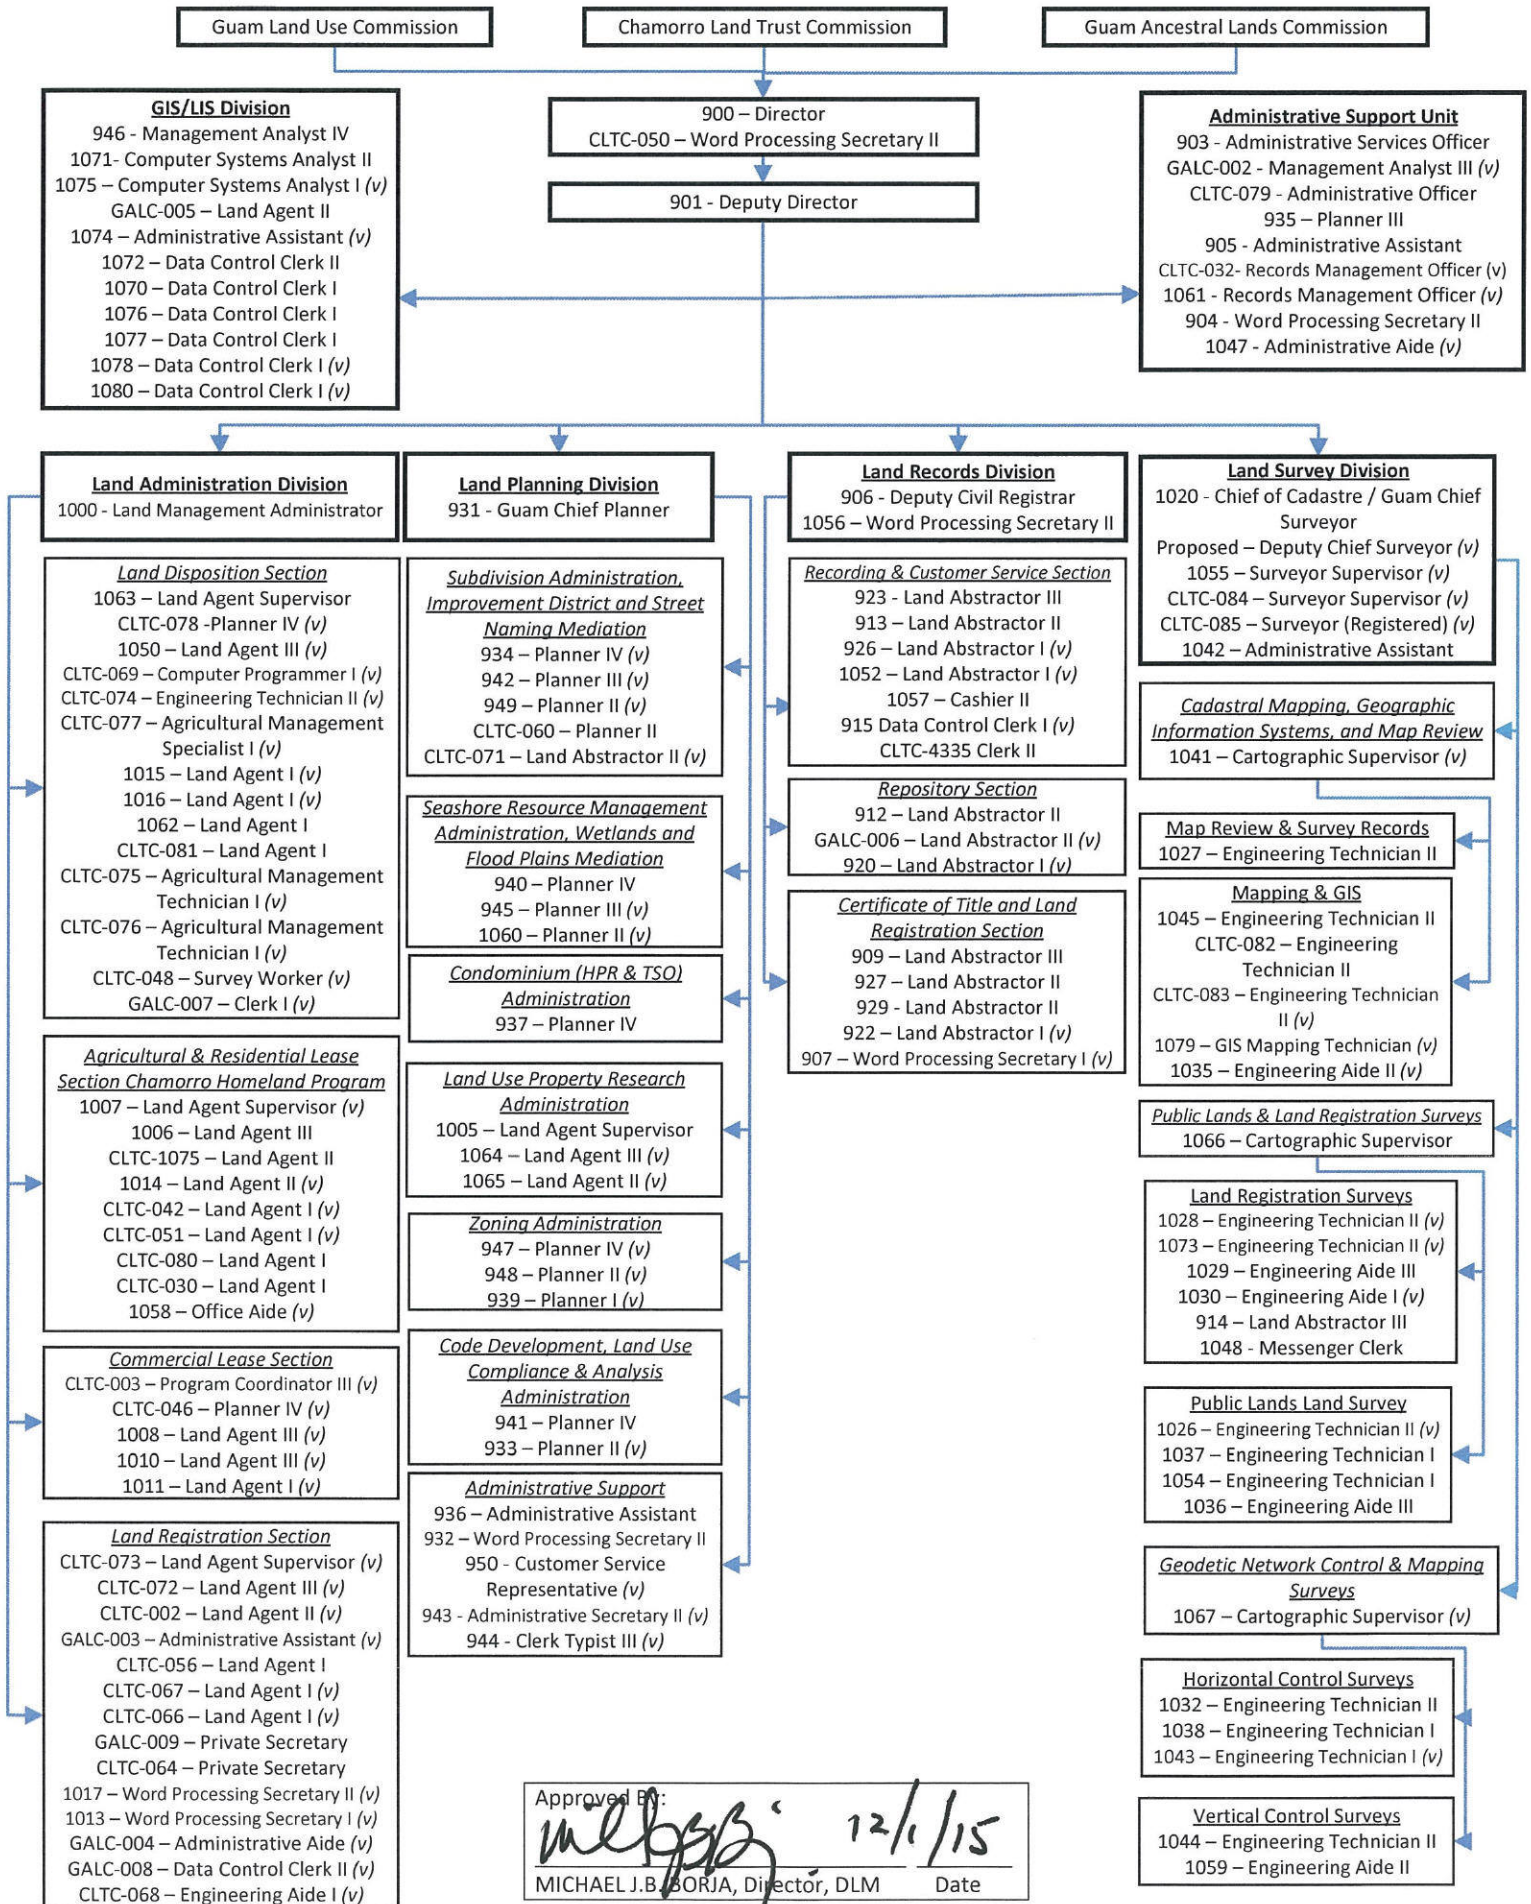 Guam Land Use Commission
Chamorro Land Trust Commission
Guam Ancestral Lands Commission
GIS/LIS Division
946 - Management Analyst IV
1071- Computer Systems Analyst II
1075 – Computer Systems Analyst I (v)
GALC-005 – Land Agent II
1074 – Administrative Assistant (v)
1072 – Data Control Clerk II
1070 – Data Control Clerk I
1076 – Data Control Clerk I
1077 – Data Control Clerk I
1078 – Data Control Clerk I (v)
1080 – Data Control Clerk I (v)
900 – Director
CLTC-050 – Word Processing Secretary II
901 - Deputy Director
Administrative Support Unit
903 - Administrative Services Officer
GALC-002 - Management Analyst III (v)
CLTC-079 - Administrative Officer
935 – Planner III
905 - Administrative Assistant
CLTC-032- Records Management Officer (v)
1061 - Records Management Officer (v)
904 – Word Processing Secretary II
1047 - Administrative Aide (v)
Land Administration Division
1000 - Land Management Administrator
Land Disposition Section
1063 – Land Agent Supervisor
CLTC-078 -Planner IV (v)
1050 – Land Agent III (v)
CLTC-069 – Computer Programmer I (v)
CLTC-074 – Engineering Technician II (v)
CLTC-077 – Agricultural Management
Specialist I (v)
1015 – Land Agent I (v)
1016 – Land Agent I (v)
1062 – Land Agent I
CLTC-081 – Land Agent I
CLTC-075 – Agricultural Management
Technician I (v)
CLTC-076 – Agricultural Management
Technician I (v)
CLTC-048 – Survey Worker (v)
GALC-007 – Clerk I (v)
Agricultural & Residential Lease
Section Chamorro Homeland Program
1007 – Land Agent Supervisor (v)
1006 – Land Agent III
CLTC-1075 – Land Agent II
1014 – Land Agent II (v)
CLTC-042 – Land Agent I (v)
CLTC-051 – Land Agent I (v)
CLTC-080 – Land Agent I
CLTC-030 – Land Agent I
1058 – Office Aide (v)
Commercial Lease Section
CLTC-003 – Program Coordinator III (v)
CLTC-046 – Planner IV (v)
1008 – Land Agent III (v)
1010 – Land Agent III (v)
1011 – Land Agent I (v)
Land Registration Section
CLTC-073 – Land Agent Supervisor (v)
CLTC-072 – Land Agent III (v)
CLTC-002 – Land Agent II (v)
GALC-003 – Administrative Assistant (v)
CLTC-056 – Land Agent I
CLTC-067 – Land Agent I (v)
CLTC-066 – Land Agent I (v)
GALC-009 – Private Secretary
CLTC-064 – Private Secretary
1017 – Word Processing Secretary II (v)
1013 – Word Processing Secretary I (v)
GALC-004 – Administrative Aide (v)
GALC-008 – Data Control Clerk II (v)
CLTC-068 – Engineering Aide I (v)
Land Planning Division
931 - Guam Chief Planner
Subdivision Administration,
Improvement District and Street
Naming Mediation
934 – Planner IV (v)
942 – Planner III (v)
949 – Planner II (v)
CLTC-060 – Planner II
CLTC-071 – Land Abstractor II (v)
Seashore Resource Management
Administration, Wetlands and
Flood Plains Mediation
940 – Planner IV
945 – Planner III (v)
1060 – Planner II (v)
Condominium (HPR & TSO)
Administration
937 – Planner IV
Land Use Property Research
Administration
1005 – Land Agent Supervisor
1064 – Land Agent III (v)
1065 – Land Agent II (v)
Zoning Administration
947 – Planner IV (v)
948 – Planner II (v)
939 – Planner I (v)
Code Development, Land Use
Compliance & Analysis
Administration
941 – Planner IV
933 – Planner II (v)
Administrative Support
936 – Administrative Assistant
932 – Word Processing Secretary II
950 - Customer Service
Representative (v)
943 - Administrative Secretary II (v)
944 - Clerk Typist III (v)
Land Records Division
906 - Deputy Civil Registrar
1056 – Word Processing Secretary II
Recording & Customer Service Section
923 - Land Abstractor III
913 – Land Abstractor II
926 – Land Abstractor I (v)
1052 – Land Abstractor I (v)
1057 – Cashier II
915 Data Control Clerk I (v)
CLTC-4335 Clerk II
Repository Section
912 – Land Abstractor II
GALC-006 – Land Abstractor II (v)
920 – Land Abstractor I (v)
Certificate of Title and Land
Registration Section
909 – Land Abstractor III
927 – Land Abstractor II
929 - Land Abstractor II
922 – Land Abstractor I (v)
907 – Word Processing Secretary I (v)
Land Survey Division
1020 - Chief of Cadastre / Guam Chief
Surveyor
Proposed – Deputy Chief Surveyor (v)
1055 – Surveyor Supervisor (v)
CLTC-084 – Surveyor Supervisor (v)
CLTC-085 – Surveyor (Registered) (v)
1042 – Administrative Assistant
Cadastral Mapping, Geographic
Information Systems, and Map Review
1041 – Cartographic Supervisor (v)
Map Review & Survey Records
1027 – Engineering Technician II
Mapping & GIS
1045 – Engineering Technician II
CLTC-082 – Engineering
Technician II
CLTC-083 – Engineering Technician
II (v)
1079 – GIS Mapping Technician (v)
1035 – Engineering Aide II (v)
Public Lands & Land Registration Surveys
1066 – Cartographic Supervisor
Land Registration Surveys
1028 – Engineering Technician II (v)
1073 – Engineering Technician II (v)
1029 – Engineering Aide III
1030 – Engineering Aide I (v)
914 – Land Abstractor III
1048 - Messenger Clerk
Public Lands Land Survey
1026 – Engineering Technician II (v)
1037 – Engineering Technician I
1054 – Engineering Technician I
1036 – Engineering Aide III
Geodetic Network Control & Mapping
Surveys
1067 – Cartographic Supervisor (v)
Horizontal Control Surveys
1032 – Engineering Technician II
1038 – Engineering Technician I
1043 – Engineering Technician I (v)
Vertical Control Surveys
1044 – Engineering Technician II
1059 – Engineering Aide II
Approved By:
12/1/15
MICHAEL J.B. BORJA, Director, DLM Date